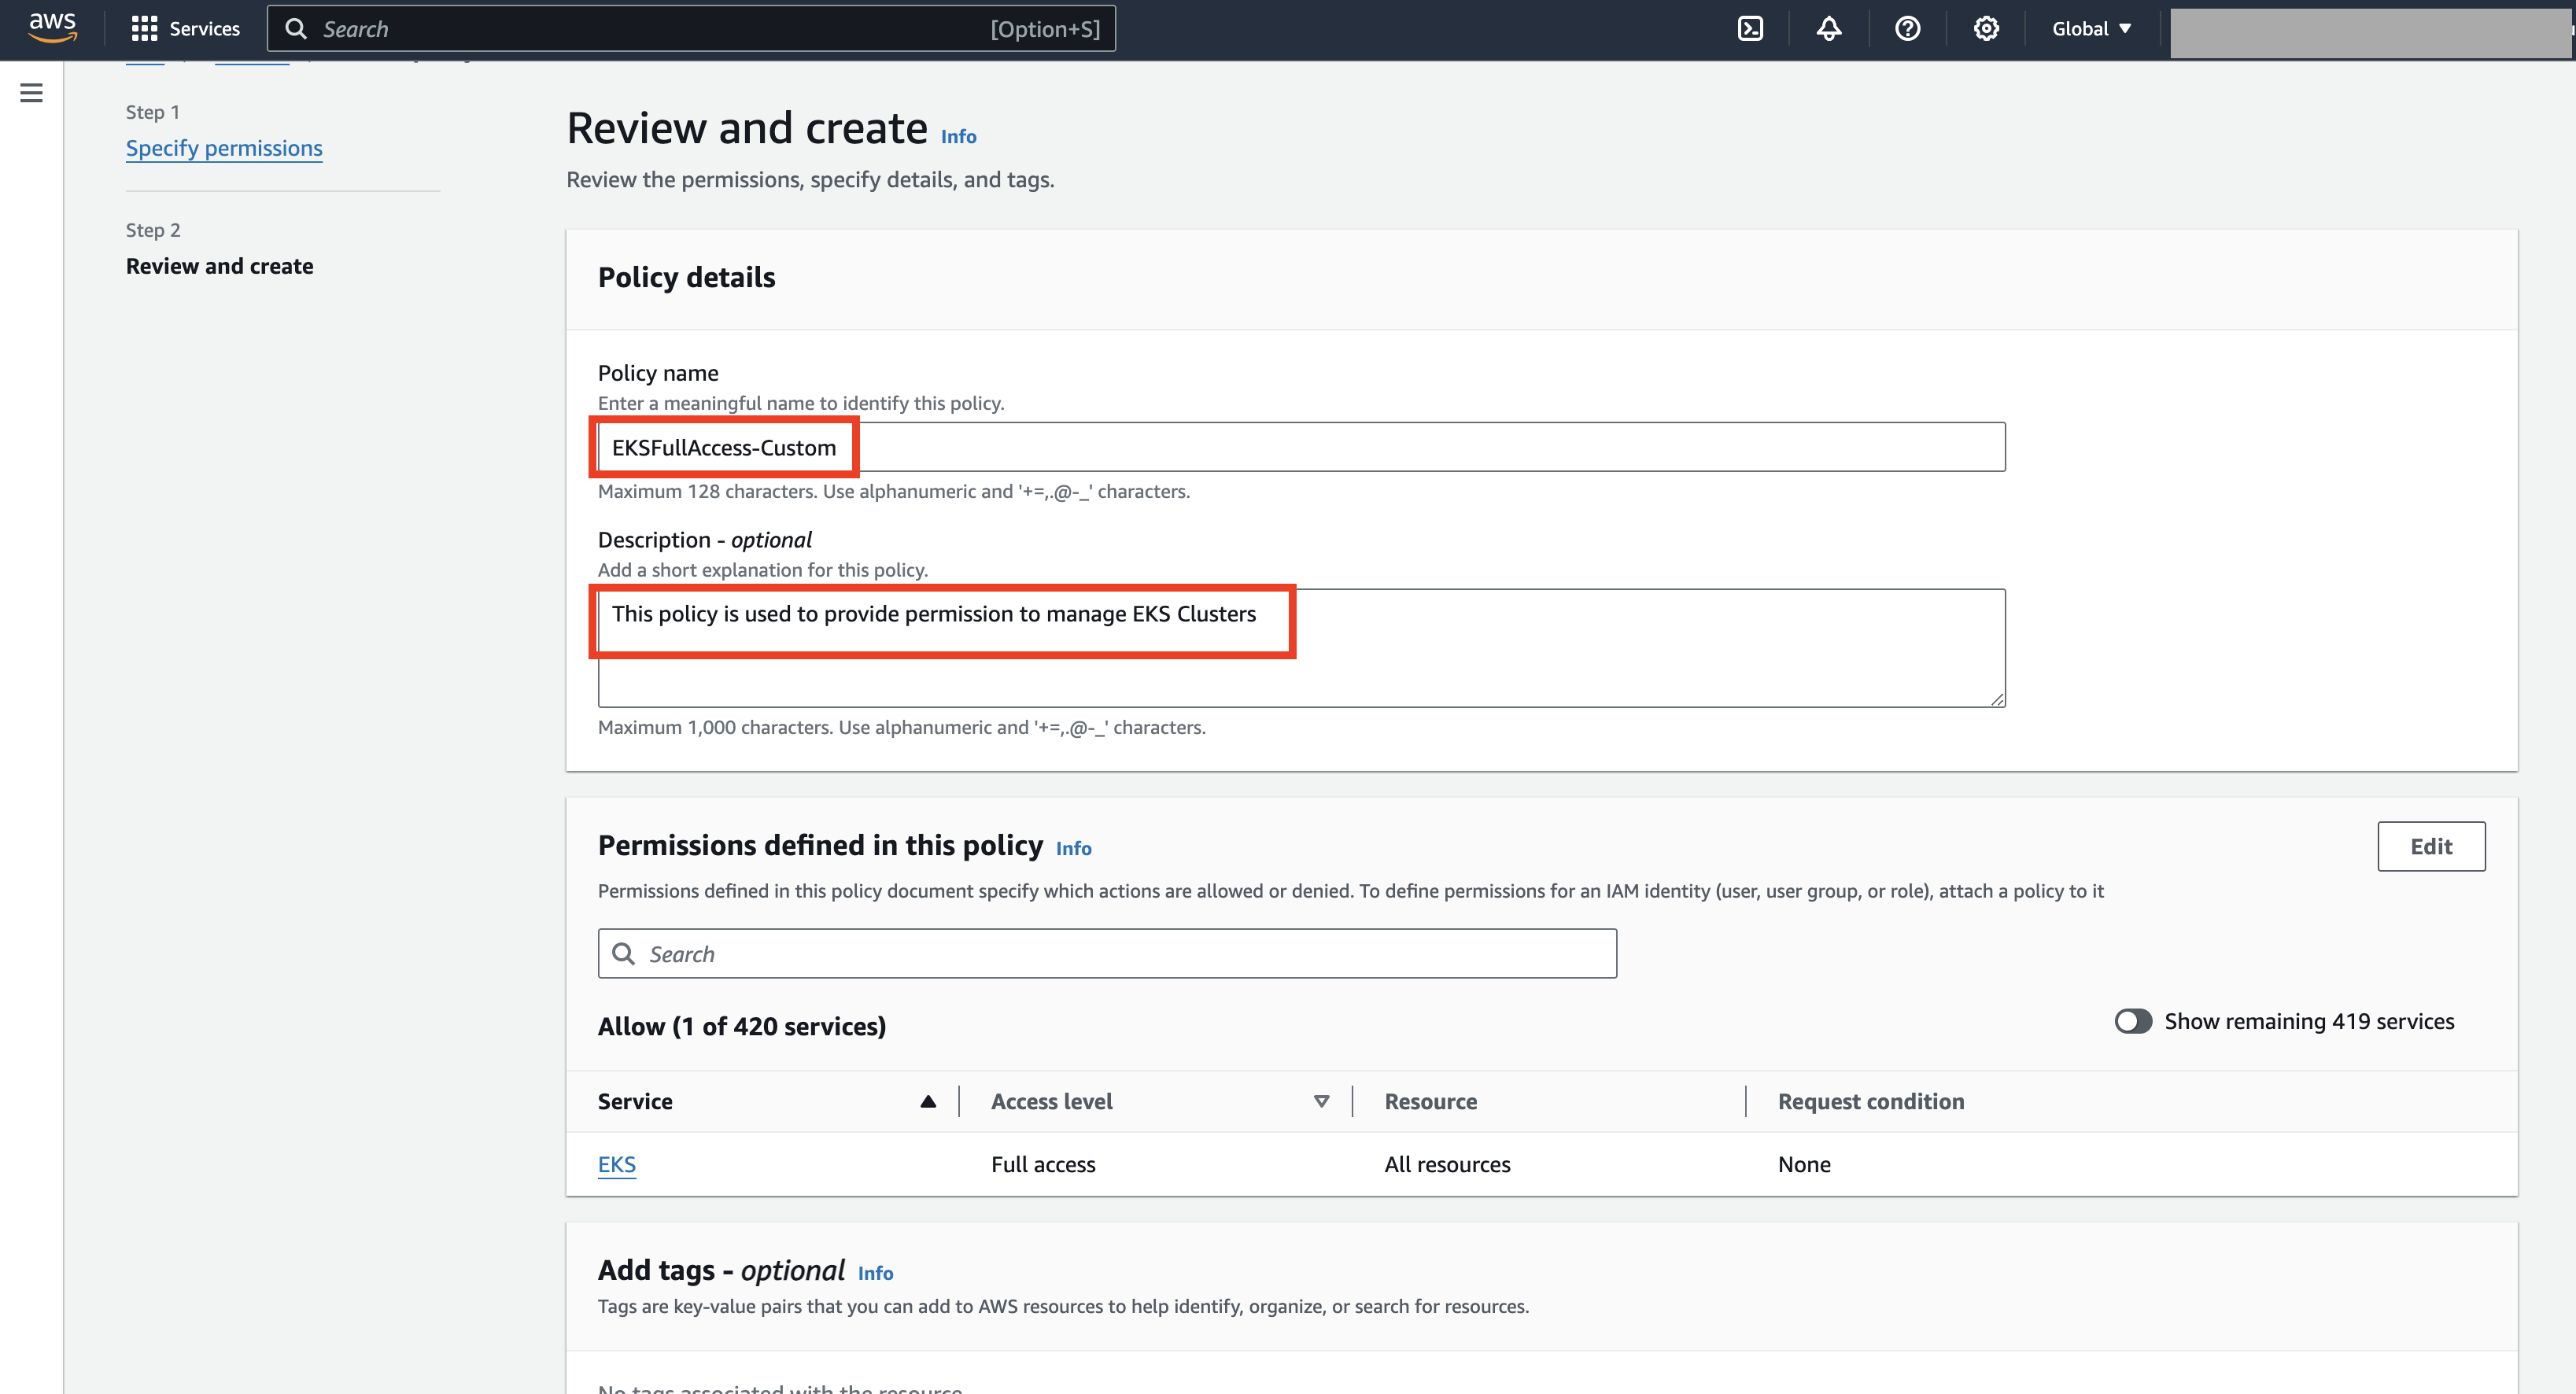 aws
Services
Search
[Option+S]
Global
Step 1
Specify permissions
Step 2
Review and create
Review and create Info
Review the permissions, specify details, and tags.
Policy details
Policy name
Enter a meaningful name to identify this policy.
EKSFullAccess-Custom
Maximum 128 characters. Use alphanumeric and '+=,.@-_' characters.
Description - optional
Add a short explanation for this policy.
This policy is used to provide permission to manage EKS Clusters
Maximum 1,000 characters. Use alphanumeric and '+=,.@-_' characters.
Permissions defined in this policy Info
Edit
Permissions defined in this policy document specify which actions are allowed or denied. To define permissions for an IAM identity (user, user group, or role), attach a policy to it
Search
Allow (1 of 420 services)
Show remaining 419 services
Service Access level Resource Request condition
EKS Full access All resources None
Add tags - optional Info
Tags are key-value pairs that you can add to AWS resources to help identify, organize, or search for resources.
No tags associated with the resource.